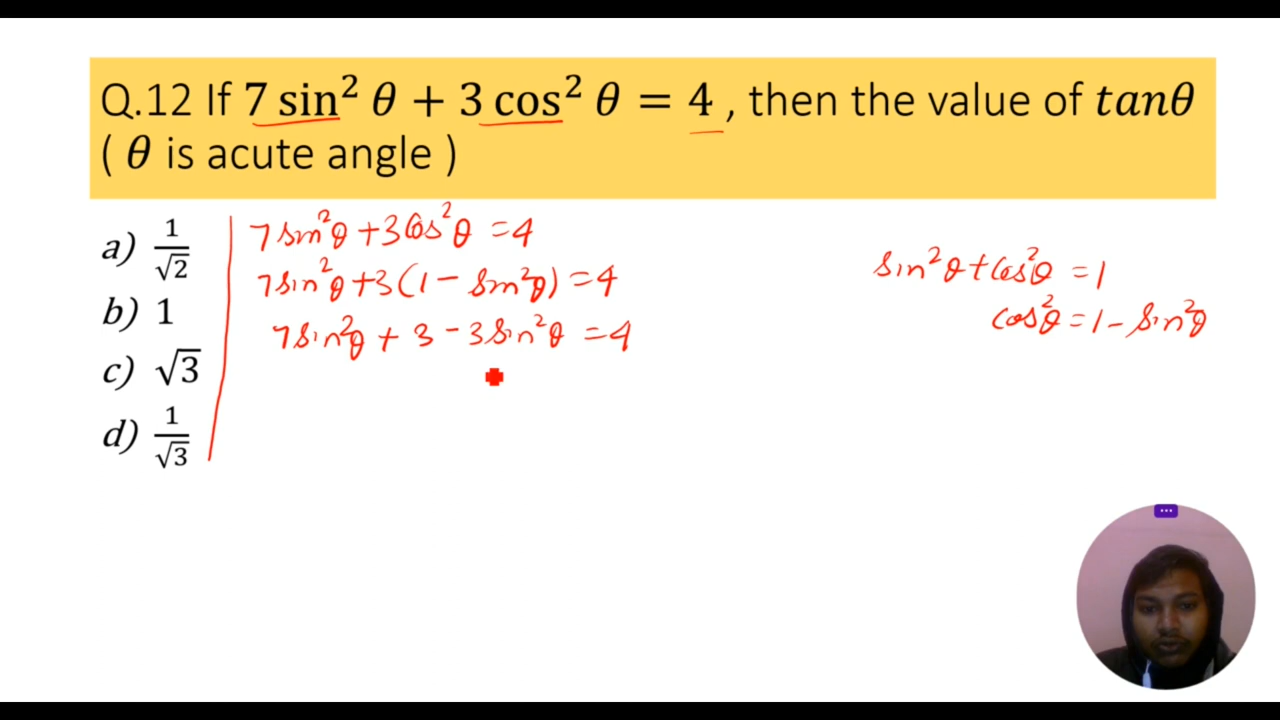 Q.12 If 7 sin² θ + 3 cos² θ = 4 , then the value of tanθ
( θ is acute angle )
a) 1/√2
b) 1
c) √3
d) 1/√3
7sin²θ + 3Cos²θ = 4
7sin²θ + 3(1 - sin²θ) = 4
7sin²θ + 3 - 3sin²θ = 4
sin²θ + cos²θ = 1
cos²θ = 1 - sin²θ